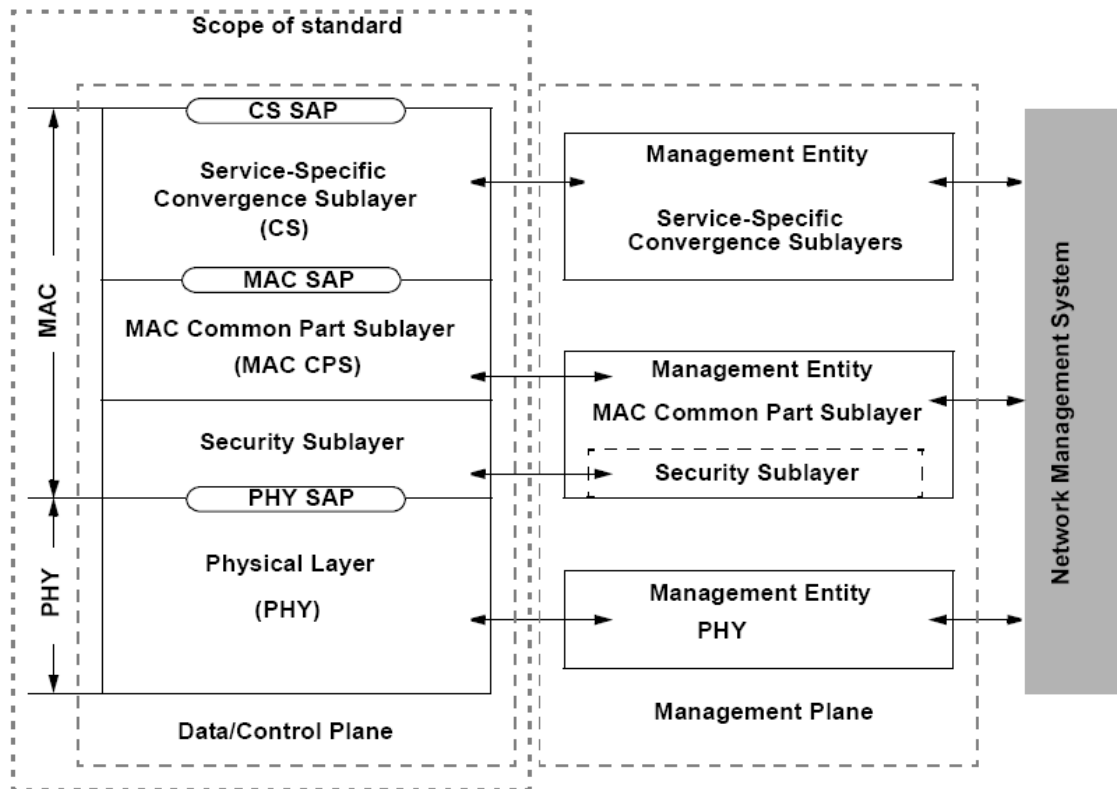 Scope of standard
CS SAP
Service-Specific
Convergence Sublayer
(CS)
MAC SAP
MAC Common Part Sublayer
(MAC CPS)
Security Sublayer
PHY SAP
Physical Layer
(PHY)
Data/Control Plane
MAC
PHY
Management Entity
Service-Specific
Convergence Sublayers
Management Entity
MAC Common Part Sublayer
Security Sublayer
Management Entity
PHY
Management Plane
Network Management System